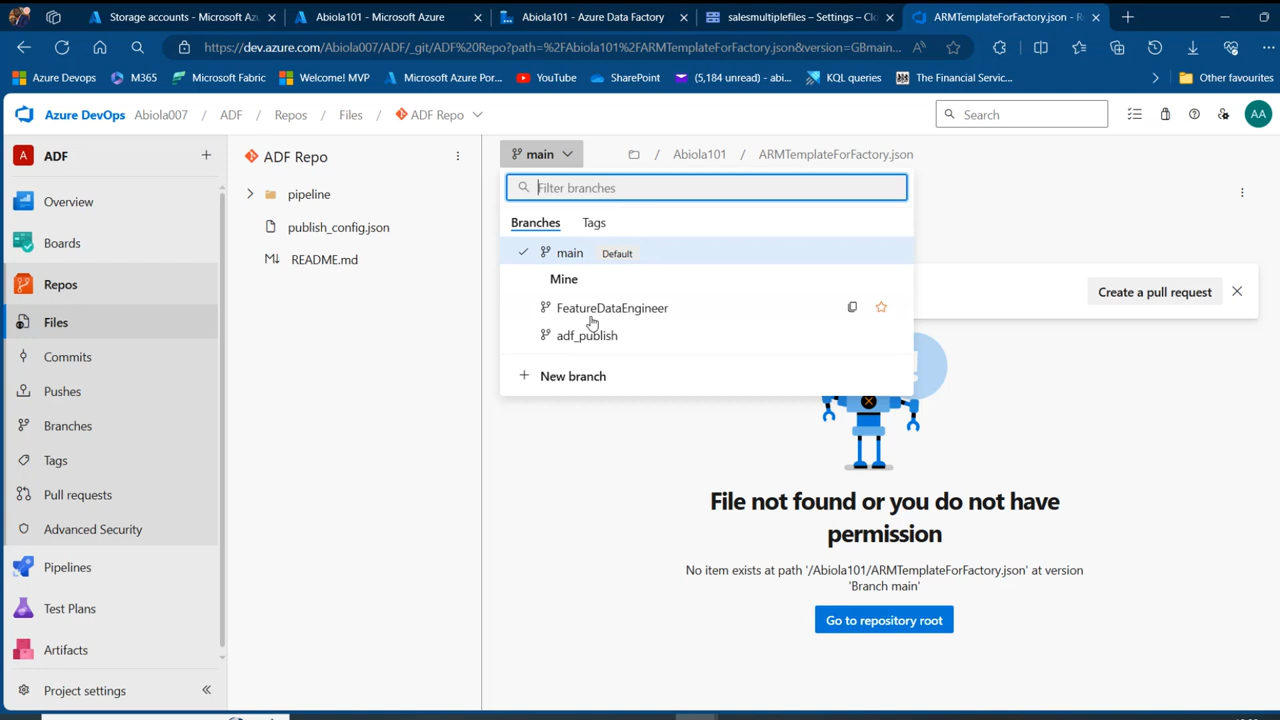 Storage accounts - Microsoft Az
Abiola101 - Microsoft Azure
Abiola101 - Azure Data Factory
salesmultiplefiles – Settings – Clo
ARMTemplateForFactory.json - R
https://dev.azure.com/Abiola007/ADF/_git/ADF%20Repo?path=%2FAbiola101%2FARMTemplateForFactory.json&version=GBmain...
Azure Devops
M365
Microsoft Fabric
Welcome! MVP
Microsoft Azure Por...
YouTube
SharePoint
(5,184 unread) - abi...
KQL queries
The Financial Servic...
Other favourites
Azure DevOps
Abiola007 / ADF / Repos / Files / ADF Repo
Search
AA
A ADF
Overview
Boards
Repos
Files
Commits
Pushes
Branches
Tags
Pull requests
Advanced Security
Pipelines
Test Plans
Artifacts
Project settings
ADF Repo
pipeline
publish_config.json
README.md
main
/ Abiola101 / ARMTemplateForFactory.json
Filter branches
Branches
Tags
main Default
Mine
FeatureDataEngineer
adf_publish
New branch
Create a pull request
File not found or you do not have
permission
No item exists at path '/Abiola101/ARMTemplateForFactory.json' at version
'Branch main'
Go to repository root